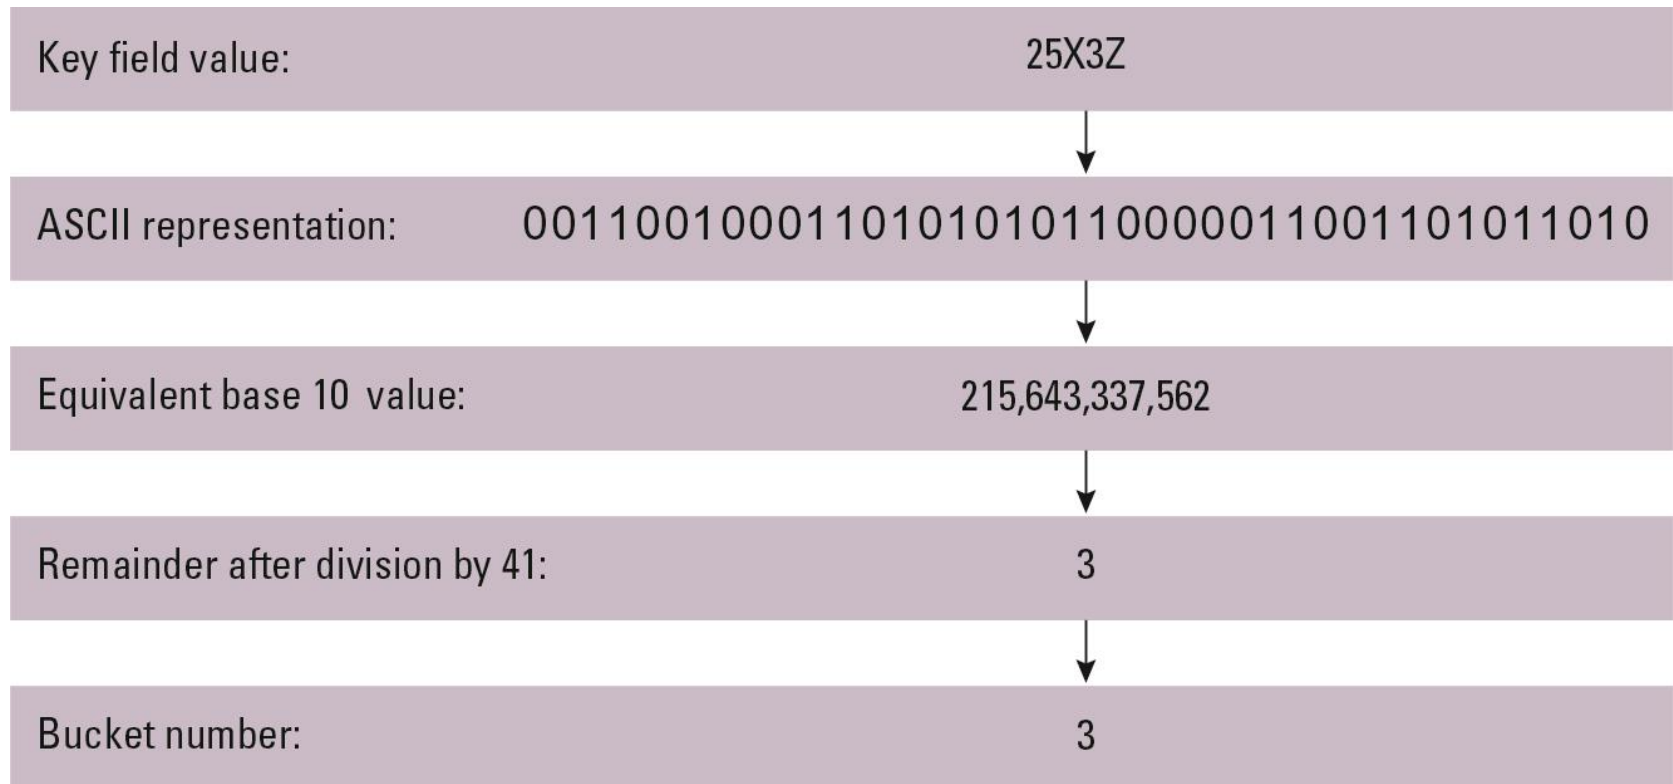 Key field value: 25X3Z
ASCII representation: 0011001000110101010110000011001101011010
Equivalent base 10 value: 215,643,337,562
Remainder after division by 41: 3
Bucket number: 3